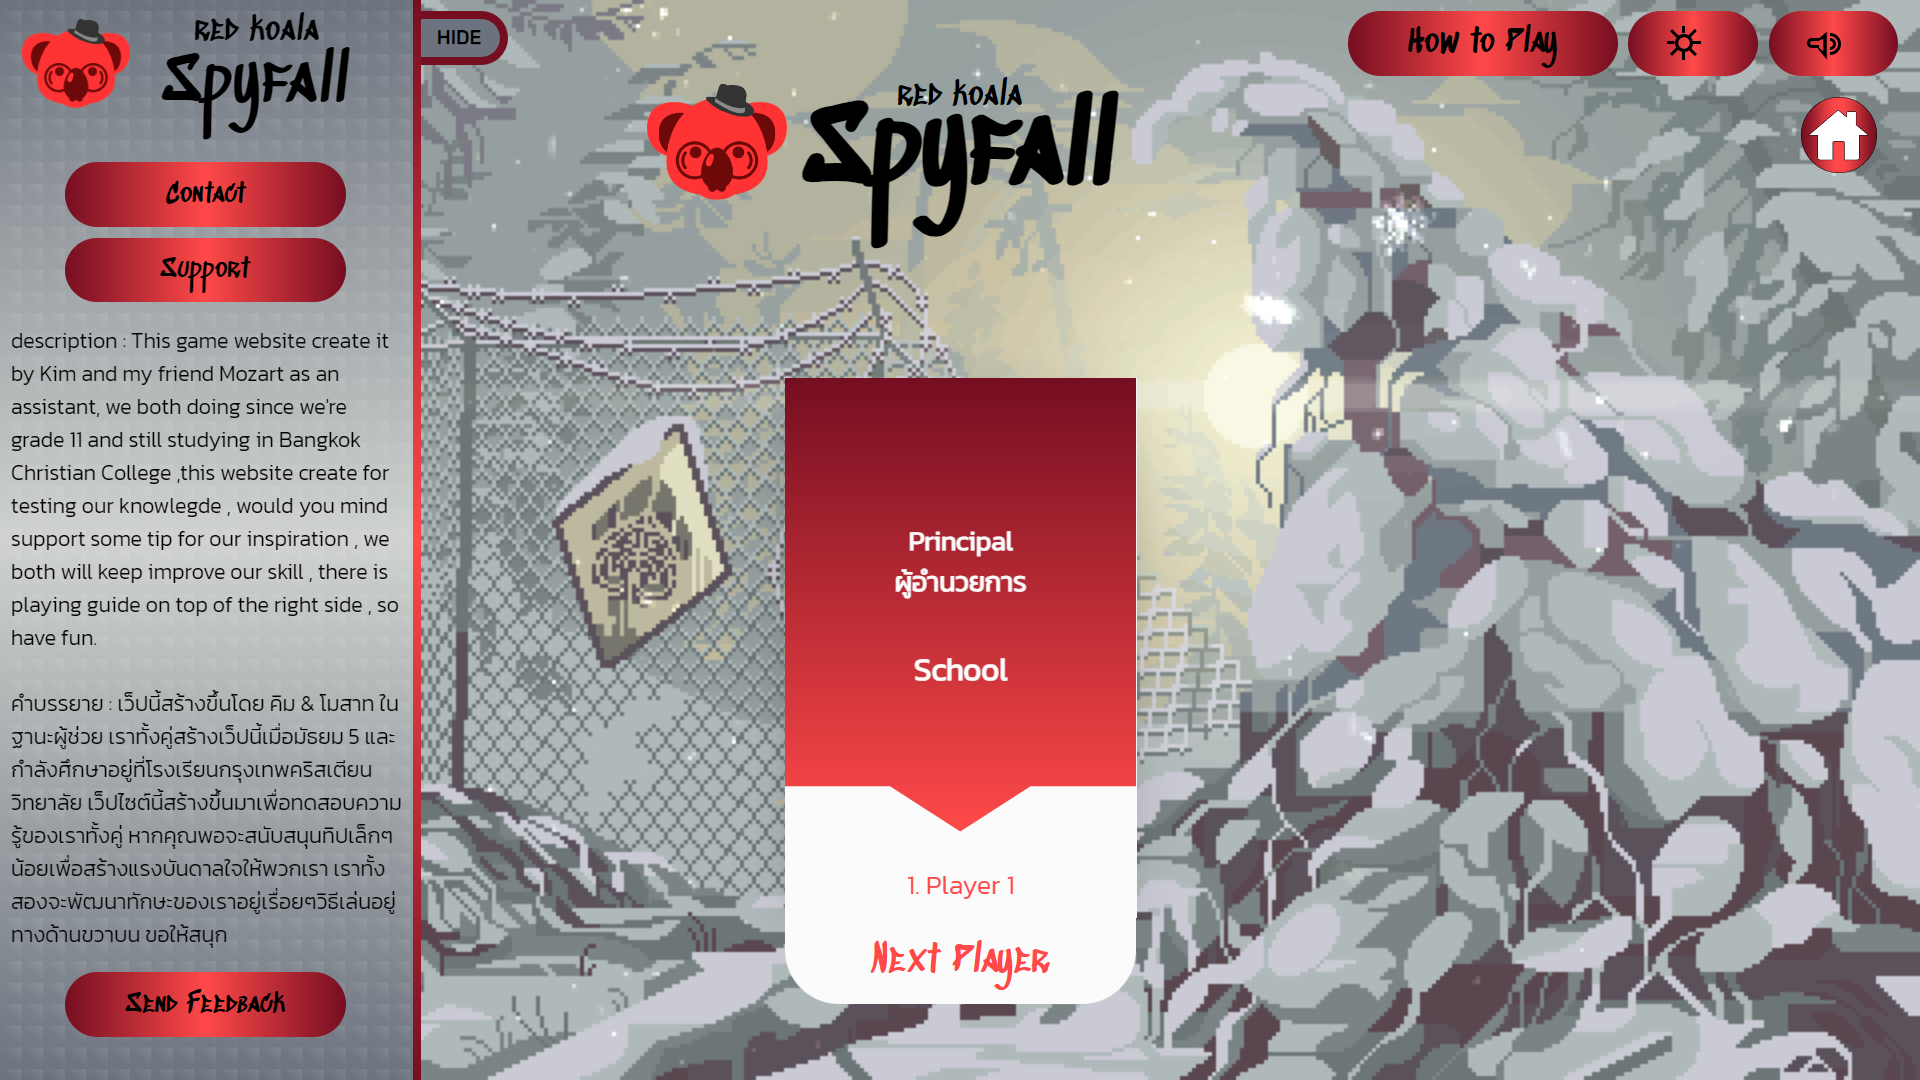 RED KOALA
Spyfall
Contact
Support
description : This game website create it
by Kim and my friend Mozart as an
assistant, we both doing since we're
grade 11 and still studying in Bangkok
Christian College ,this website create for
testing our knowlegde , would you mind
support some tip for our inspiration , we
both will keep improve our skill , there is
playing guide on top of the right side , so
have fun.
คำบรรยาย : เว็ปนี้สร้างขึ้นโดย คิม & โมสาท ใน
ฐานะผู้ช่วย เราทั้งคู่สร้างเว็ปนี้เมื่อมัธยม 5 และ
กำลังศึกษาอยู่ที่โรงเรียนกรุงเทพคริสเตียน
วิทยาลัย เว็ปไซต์นี้สร้างขึ้นมาเพื่อทดสอบความ
รู้ของเราทั้งคู่ หากคุณพอจะสนับสนุนทิปเล็กๆ
น้อยเพื่อสร้างแรงบันดาลใจให้พวกเรา เราทั้ง
สองจะพัฒนาทักษะของเราอยู่เรื่อยๆวิธีเล่นอยู่
ทางด้านขวาบน ขอให้สนุก
Send Feedback
HIDE
RED KOALA
Spyfall
How to Play
Principal
ผู้อำนวยการ
School
1. Player 1
Next Player